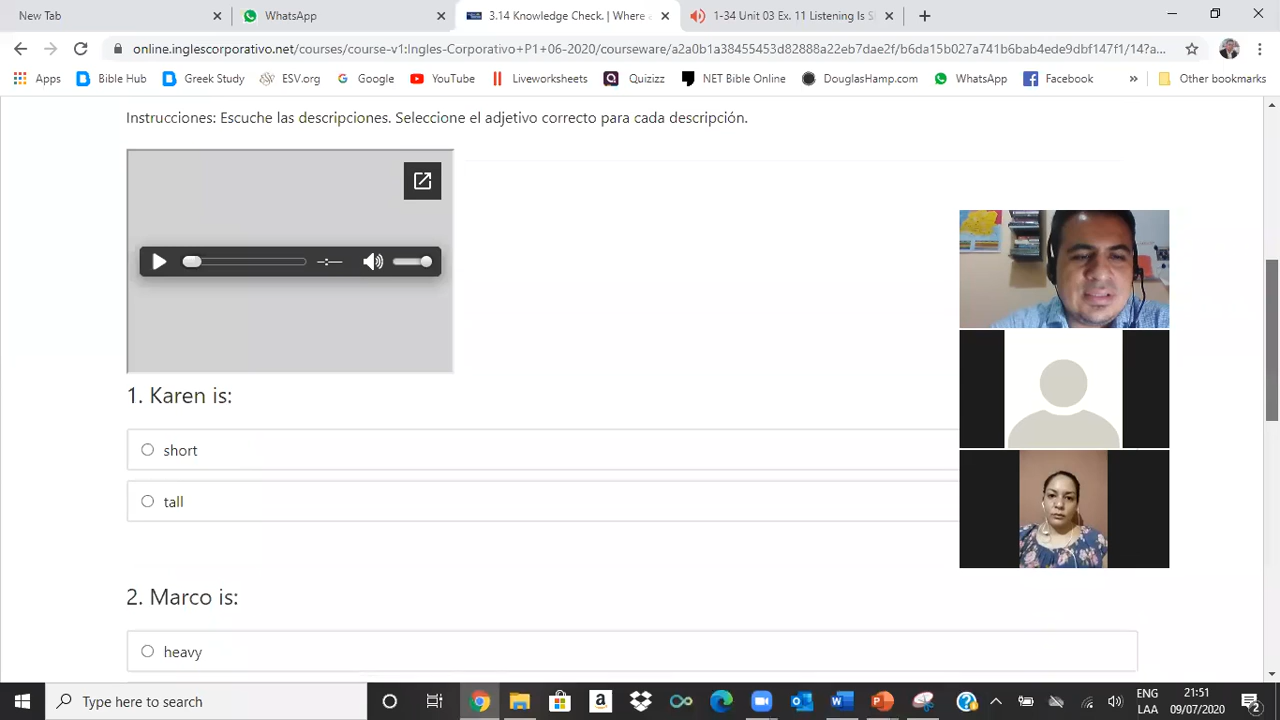 New Tab
WhatsApp
3.14 Knowledge Check. | Where
1-34 Unit 03 Ex. 11 Listening Is S
online.inglescorporativo.net/courses/course-v1:Ingles-Corporativo+P1+06-2020/courseware/a2a0b1a38455453d82888a22eb7dae2f/b6da15b027a741b6bab4ede9dbf147f1/14?a...
Apps
Bible Hub
Greek Study
ESV.org
Google
YouTube
Liveworksheets
Quizizz
NET Bible Online
DouglasHamp.com
WhatsApp
Facebook
»
Other bookmarks
Instrucciones: Escuche las descripciones. Seleccione el adjetivo correcto para cada descripción.
-:-
1. Karen is:
short
tall
2. Marco is:
heavy
Type here to search
ENG
LAA
21:51
09/07/2020
2